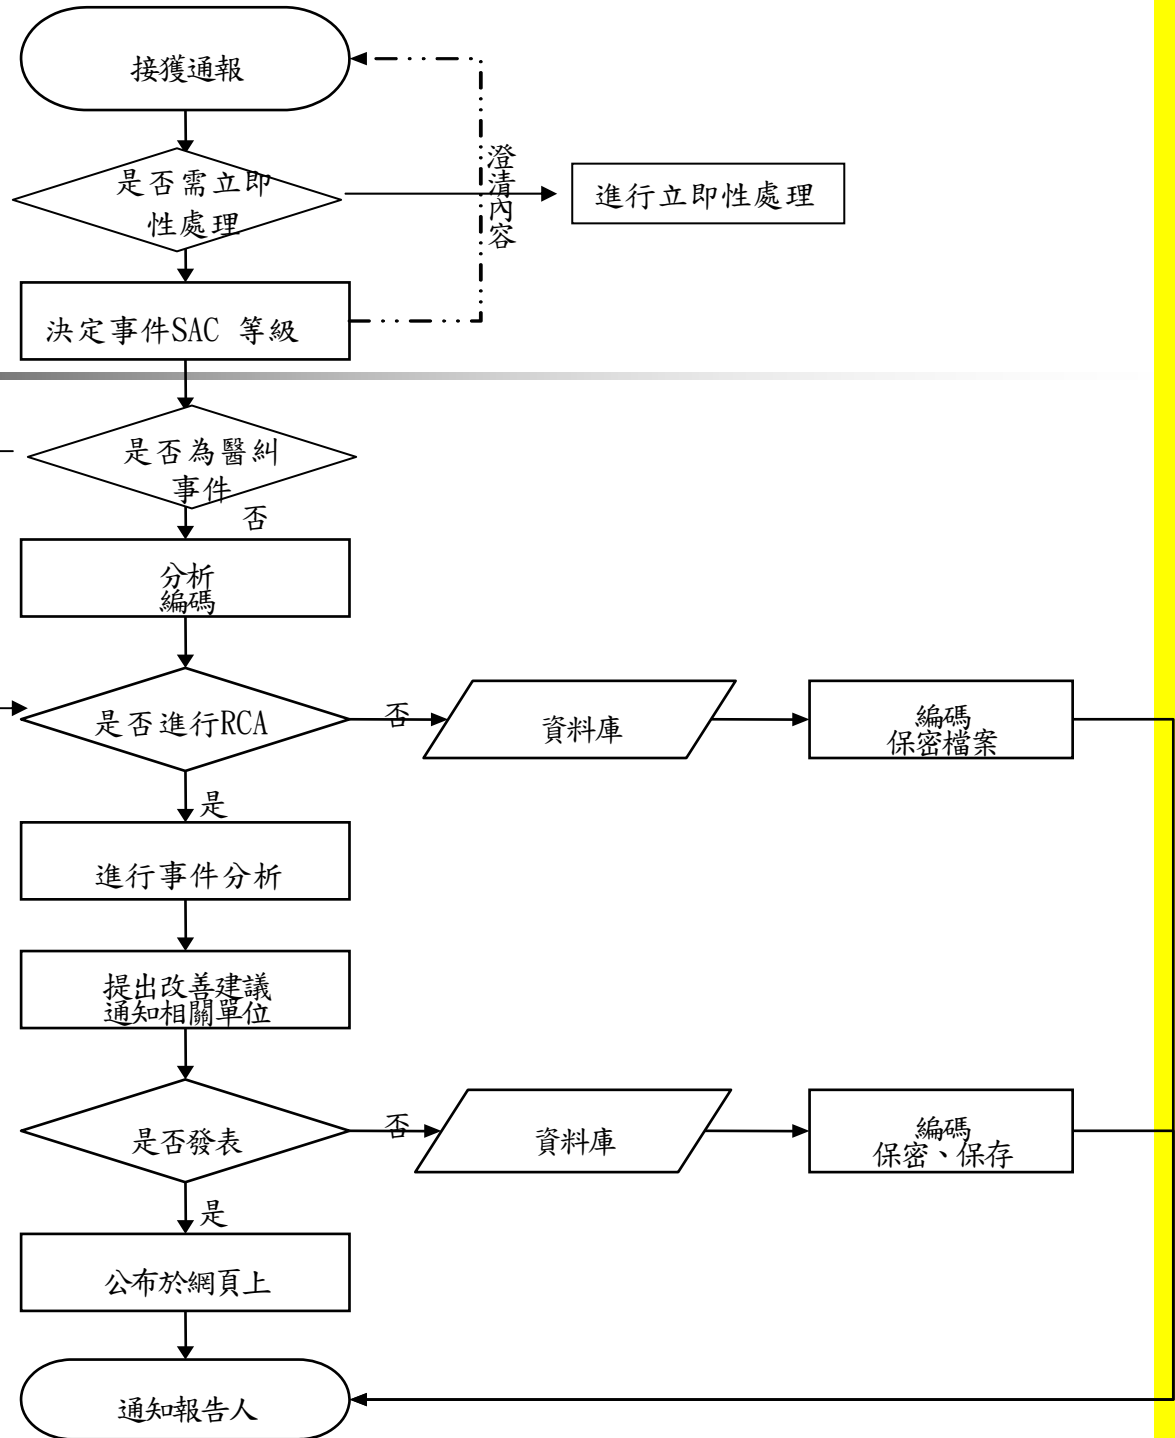 接獲通報
澄清內容
是否需立即
性處理
進行立即性處理
決定事件SAC 等級
是否為醫糾
事件
否
分析
編碼
是否進行RCA
否
資料庫
編碼
保密檔案
是
進行事件分析
提出改善建議
通知相關單位
是否發表
否
資料庫
編碼
保密、保存
是
公布於網頁上
通知報告人